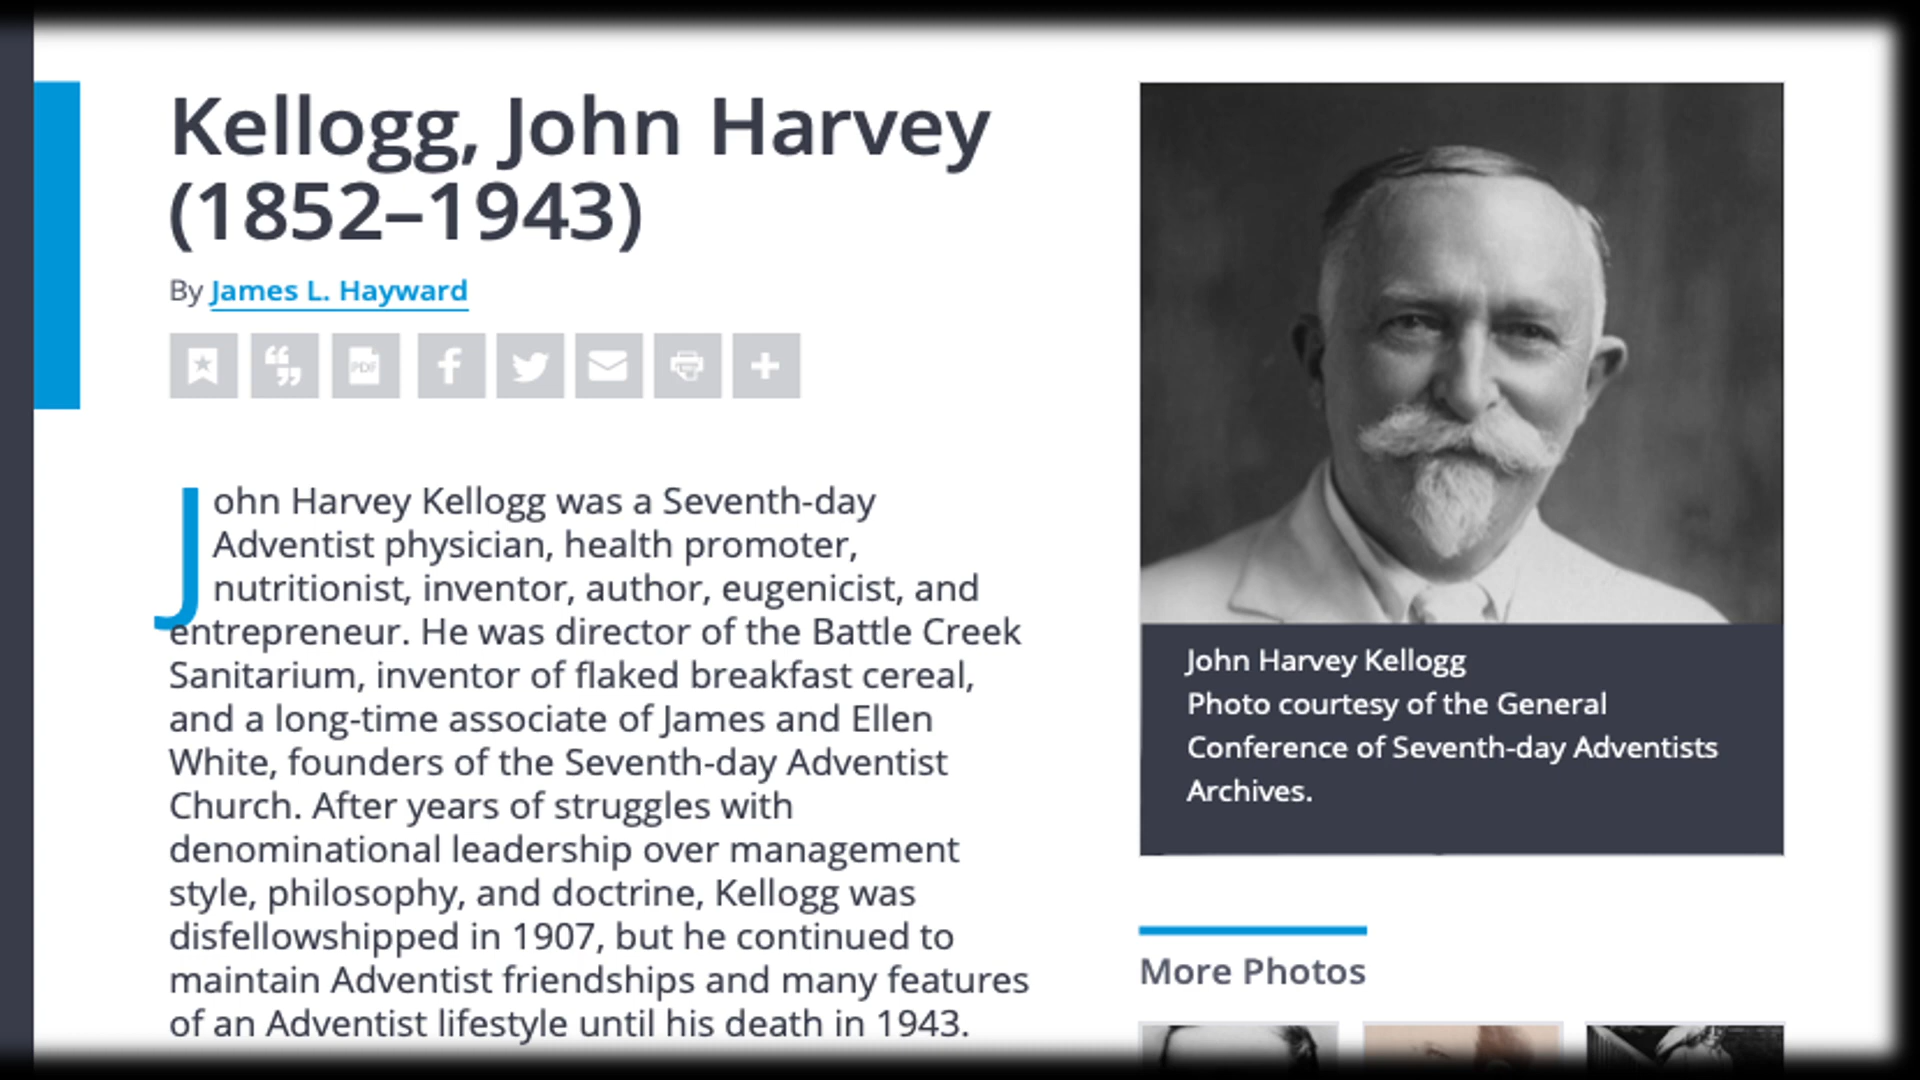 Kellogg, John Harvey
(1852–1943)
By James L. Hayward
PDF
John Harvey Kellogg was a Seventh-day
Adventist physician, health promoter,
nutritionist, inventor, author, eugenicist, and
entrepreneur. He was director of the Battle Creek
Sanitarium, inventor of flaked breakfast cereal,
and a long-time associate of James and Ellen
White, founders of the Seventh-day Adventist
Church. After years of struggles with
denominational leadership over management
style, philosophy, and doctrine, Kellogg was
disfellowshipped in 1907, but he continued to
maintain Adventist friendships and many features
of an Adventist lifestyle until his death in 1943.
John Harvey Kellogg
Photo courtesy of the General
Conference of Seventh-day Adventists
Archives.
More Photos